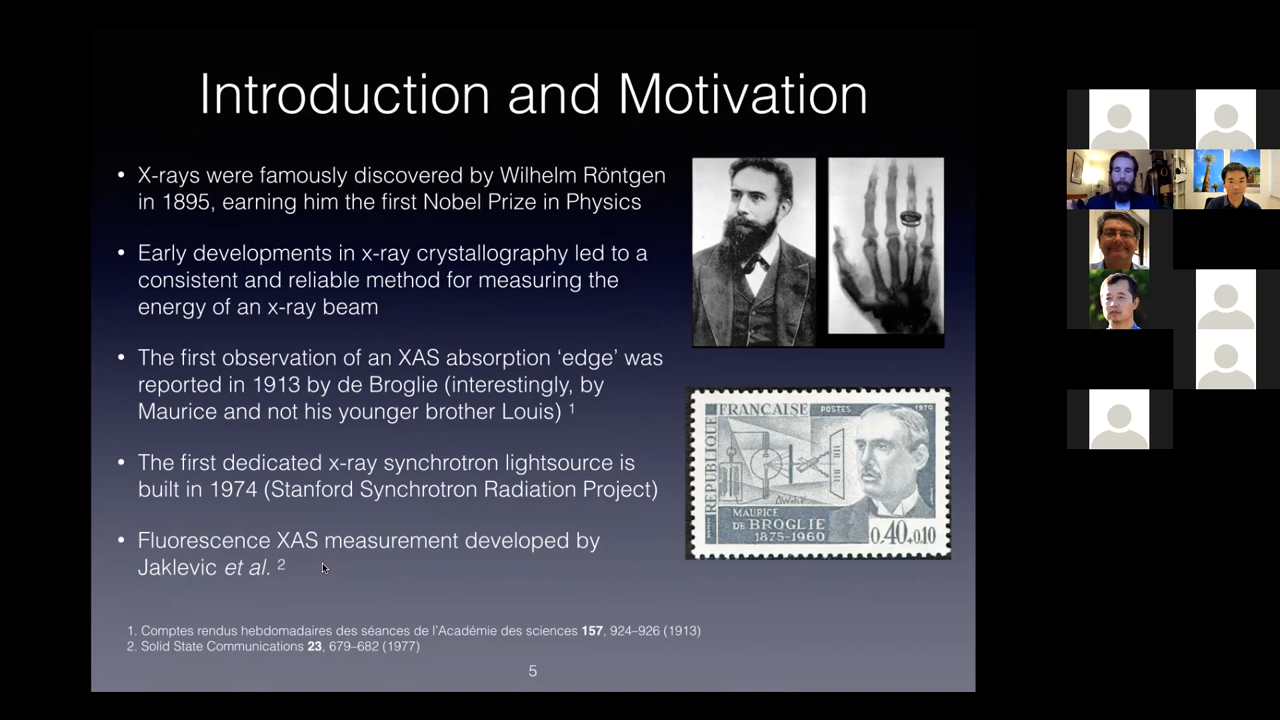 Introduction and Motivation
• X-rays were famously discovered by Wilhelm Röntgen
in 1895, earning him the first Nobel Prize in Physics
• Early developments in x-ray crystallography led to a
consistent and reliable method for measuring the
energy of an x-ray beam
• The first observation of an XAS absorption ‘edge’ was
reported in 1913 by de Broglie (interestingly, by
Maurice and not his younger brother Louis) 1
• The first dedicated x-ray synchrotron lightsource is
built in 1974 (Stanford Synchrotron Radiation Project)
• Fluorescence XAS measurement developed by
Jaklevic et al. 2
REPUBLIQUE
FRANCAISE
POSTES
1970
MAURICE
DE BROGLIE
1875-1960
0,40+0,10
1. Comptes rendus hebdomadaires des séances de l’Académie des sciences 157, 924–926 (1913)
2. Solid State Communications 23, 679–682 (1977)
5